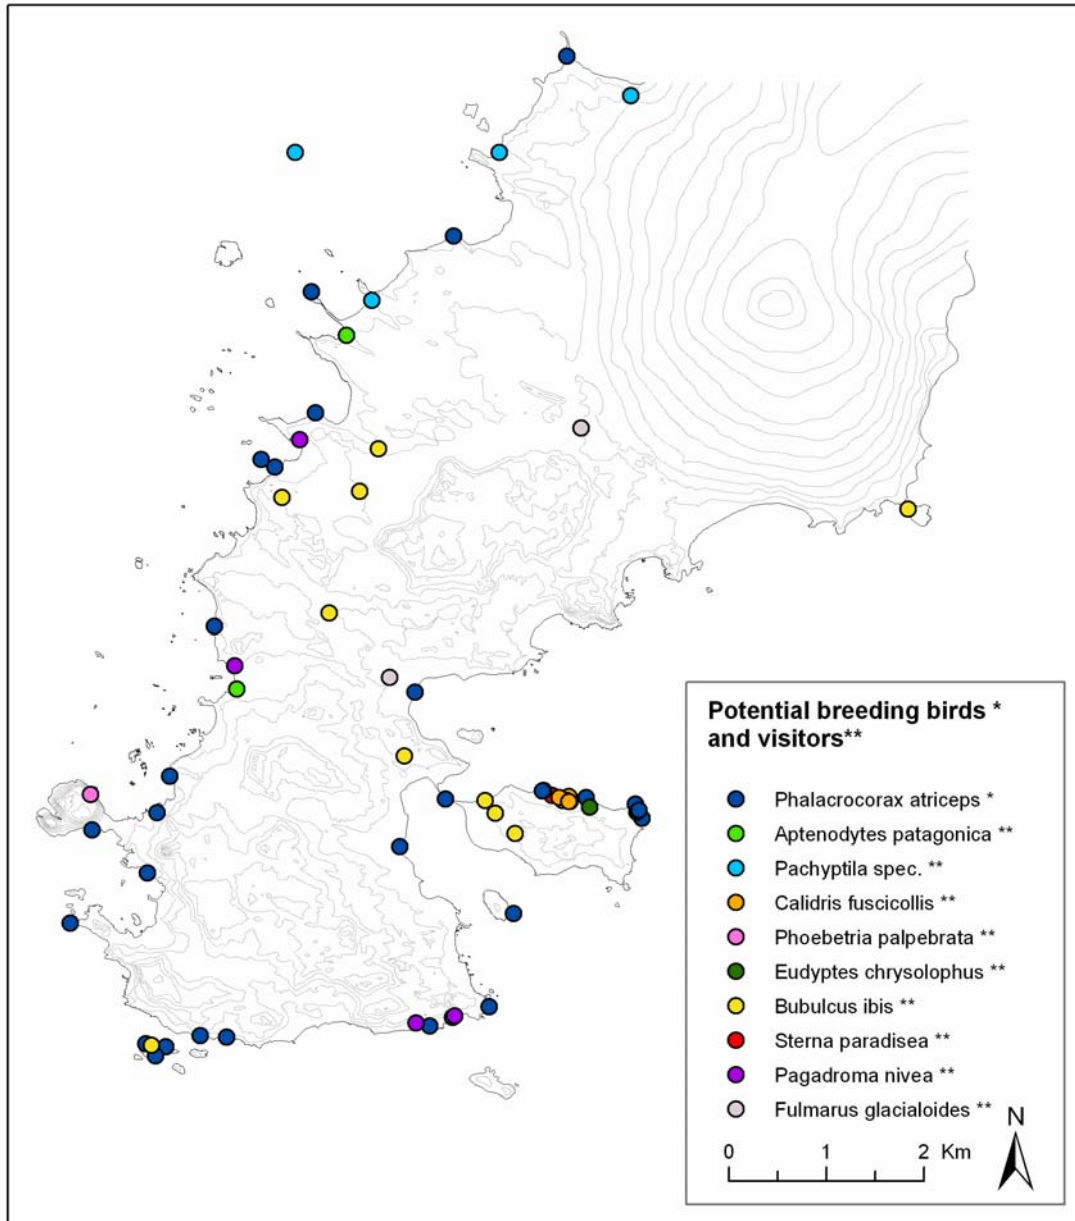 Potential breeding birds *
and visitors**
Phalacrocorax atriceps *
Aptenodytes patagonica **
Pachyptila spec. **
Calidris fuscicollis **
Phoebetria palpebrata **
Eudyptes chrysolophus **
Bubulcus ibis **
Sterna paradisea **
Pagadroma nivea **
Fulmarus glacialoides **
N
0 1 2 Km